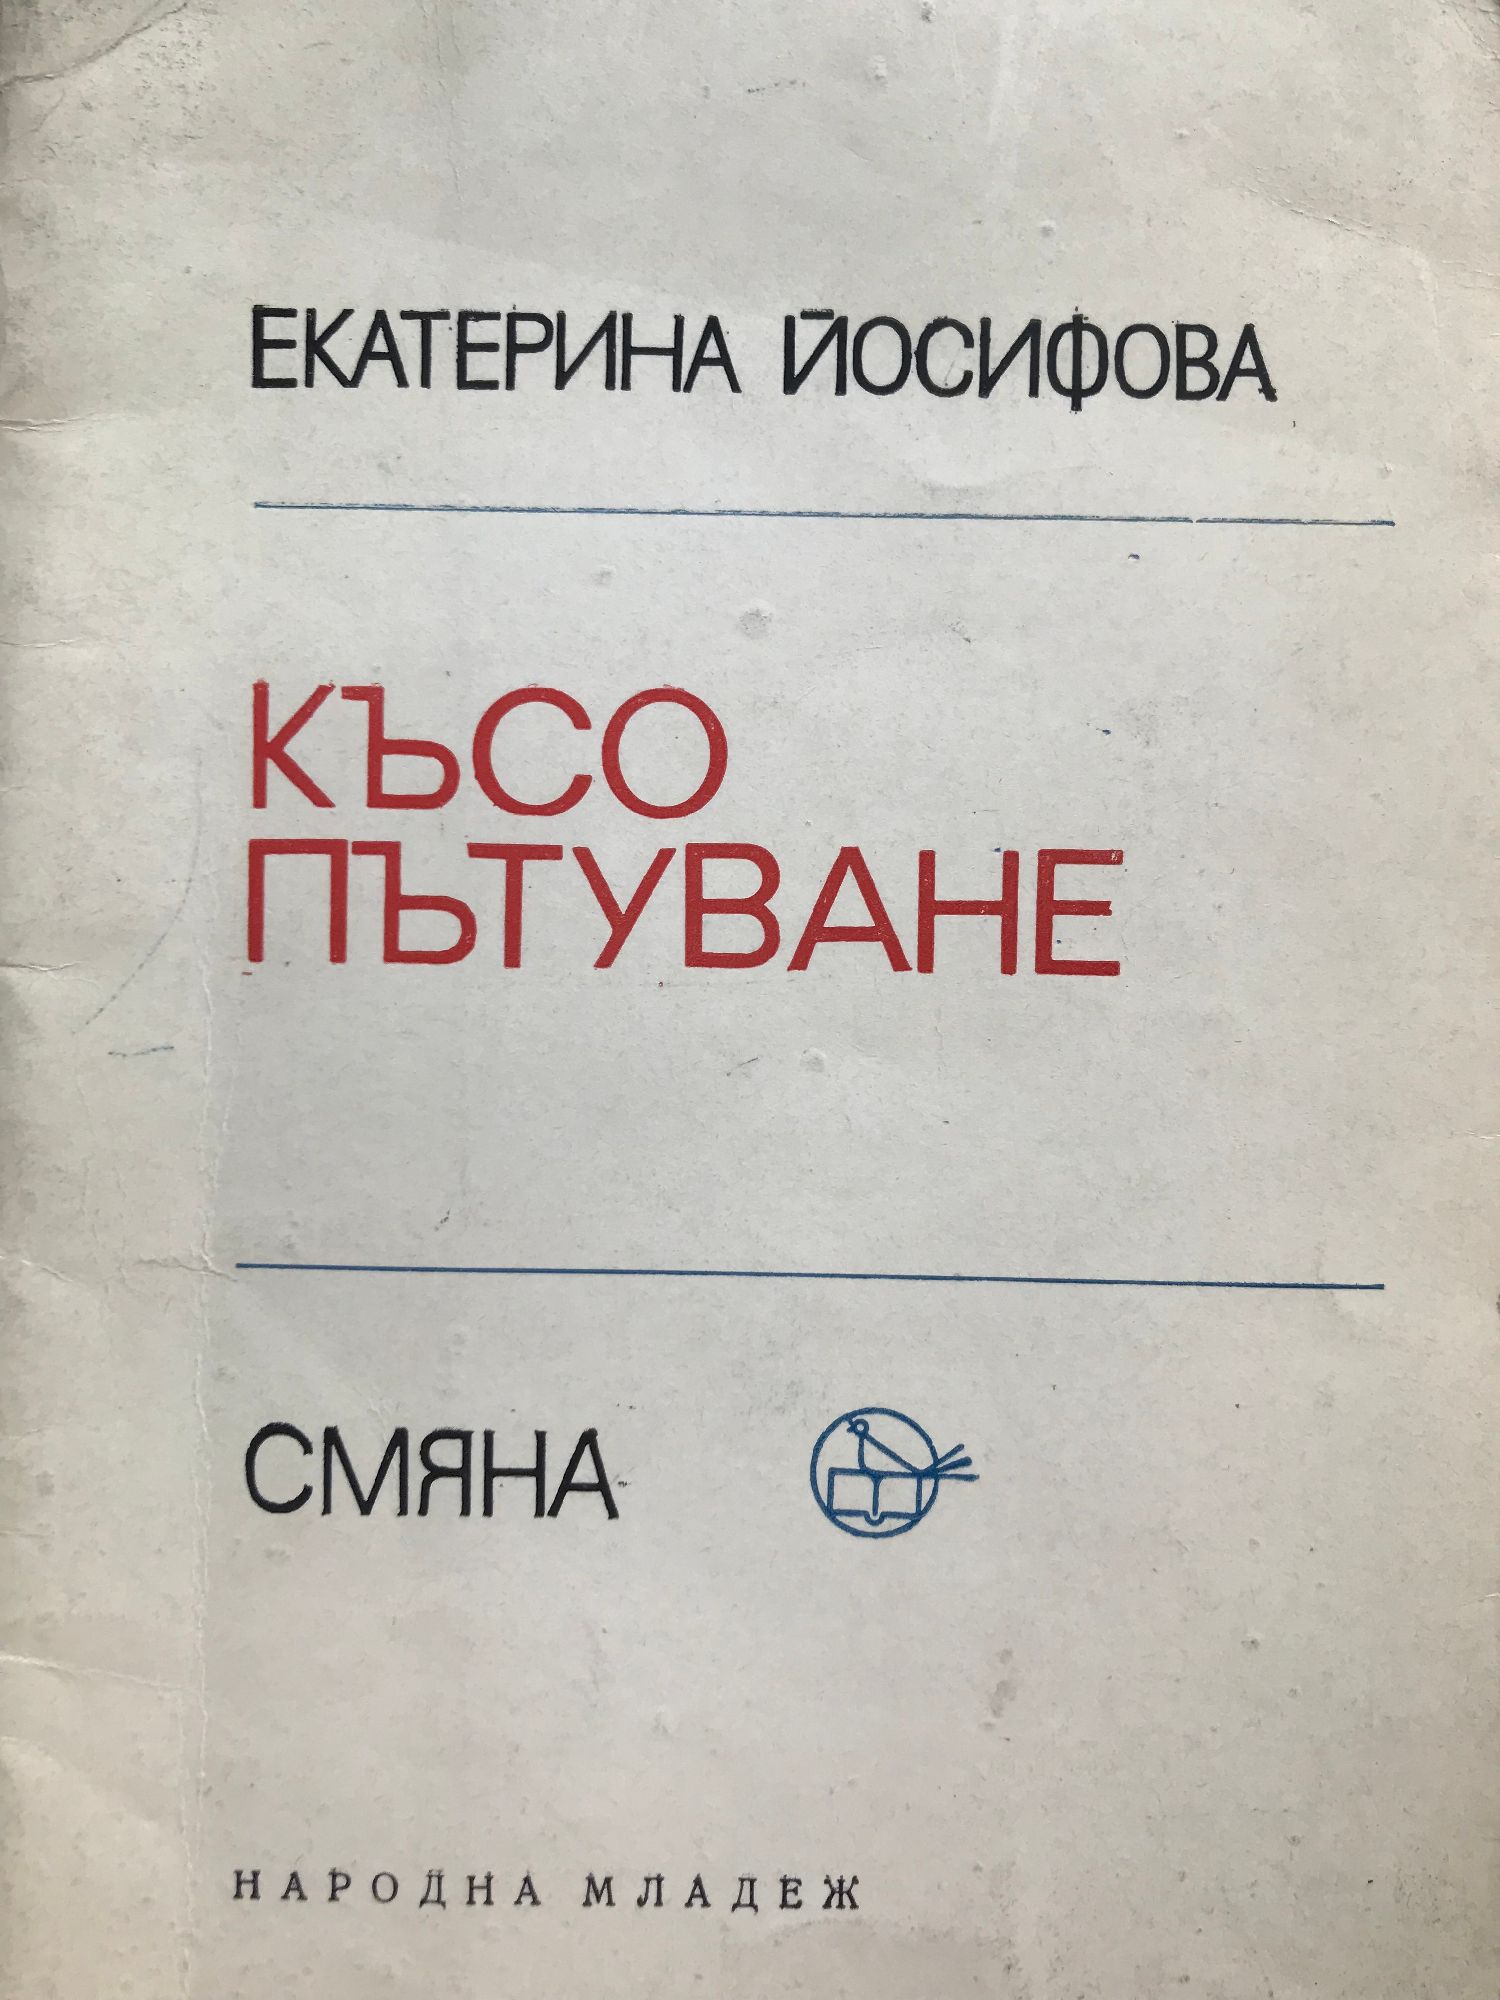 ЕКАТЕРИНА ЙОСИФОВА
КЪСО
ПЪТУВАНЕ
СМЯНА
НАРОДНА МЛАДЕЖ